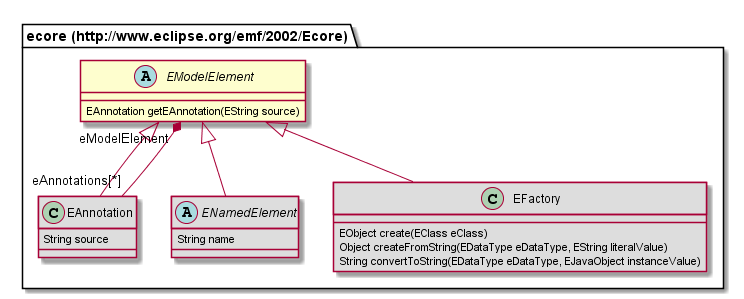 ecore (http://www.eclipse.org/emf/2002/Ecore)
A EModelElement
EAnnotation getEAnnotation(EString source)
eModelElement
eAnnotations[*]
C EAnnotation
String source
A ENamedElement
String name
C EFactory
EObject create(EClass eClass)
Object createFromString(EDataType eDataType, EString literalValue)
String convertToString(EDataType eDataType, EJavaObject instanceValue)